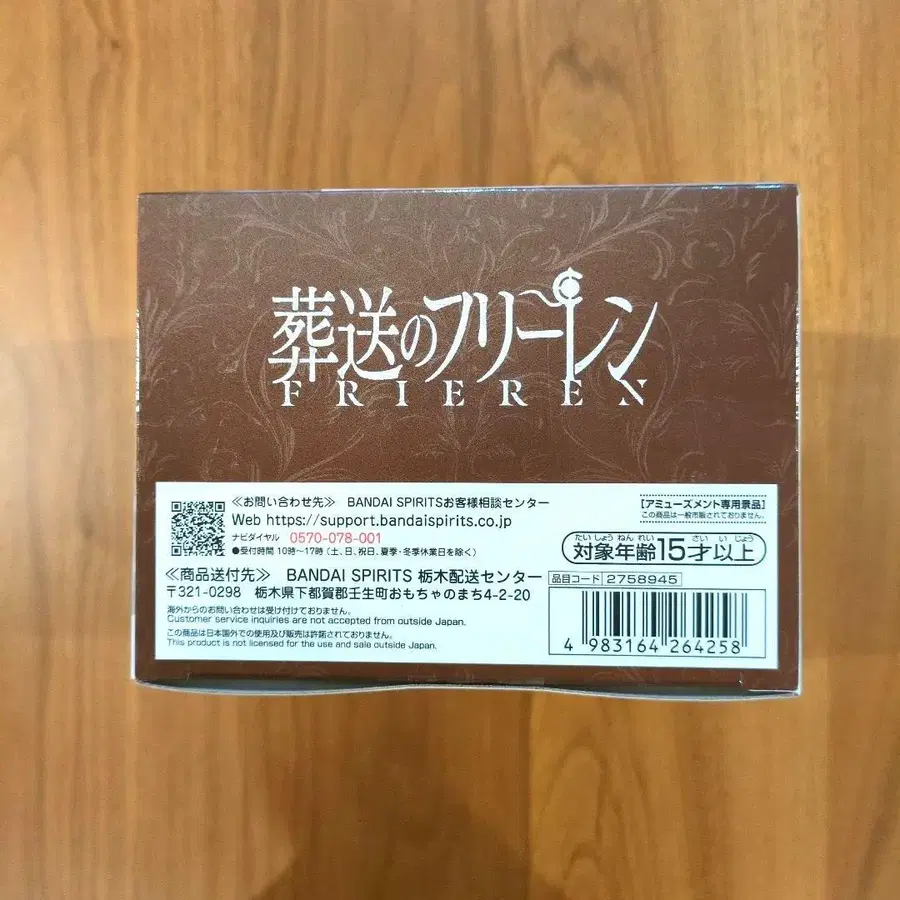 葬送のフリーレン
FRIEREN
≪お問い合わせ先≫ BANDAI SPIRITSお客様相談センター
Web https://support.bandaispirits.co.jp
ナビダイヤル 0570-078-001
●受付時間 10時~17時 (土、日、祝日、夏季・冬季休業日を除く)
≪商品送付先≫ BANDAI SPIRITS 栃木配送センター
〒321-0298 栃木県下都賀郡壬生町おもちゃのまち4-2-20
海外からのお問い合わせは受け付けておりません。
Customer service inquiries are not accepted from outside Japan.
この商品は日本国外での使用及び販売は許諾されておりません。
This product is not licensed for the use and sale outside Japan.
【アミューズメント専用景品】
この商品は一般市販されておりません。
たいしょうねんれい さい いじょう
対象年齢15才以上
品目コード 2758945
4 983164 264258